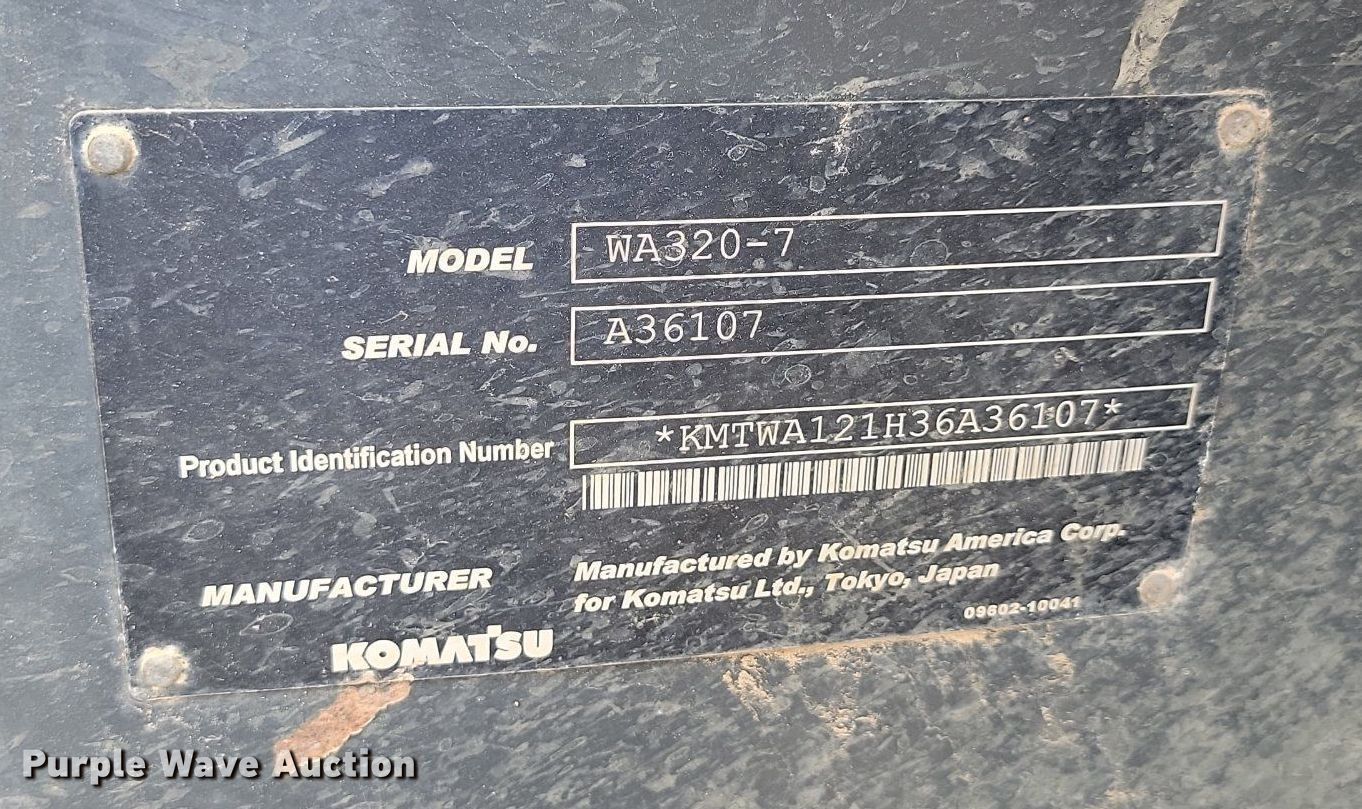 MODEL WA320-7
SERIAL No. A36107
Product Identification Number *KMTWA121H36A36107*
MANUFACTURER Manufactured by Komatsu America Corp.
for Komatsu Ltd., Tokyo, Japan
09602-10041
KOMATSU
Purple Wave Auction